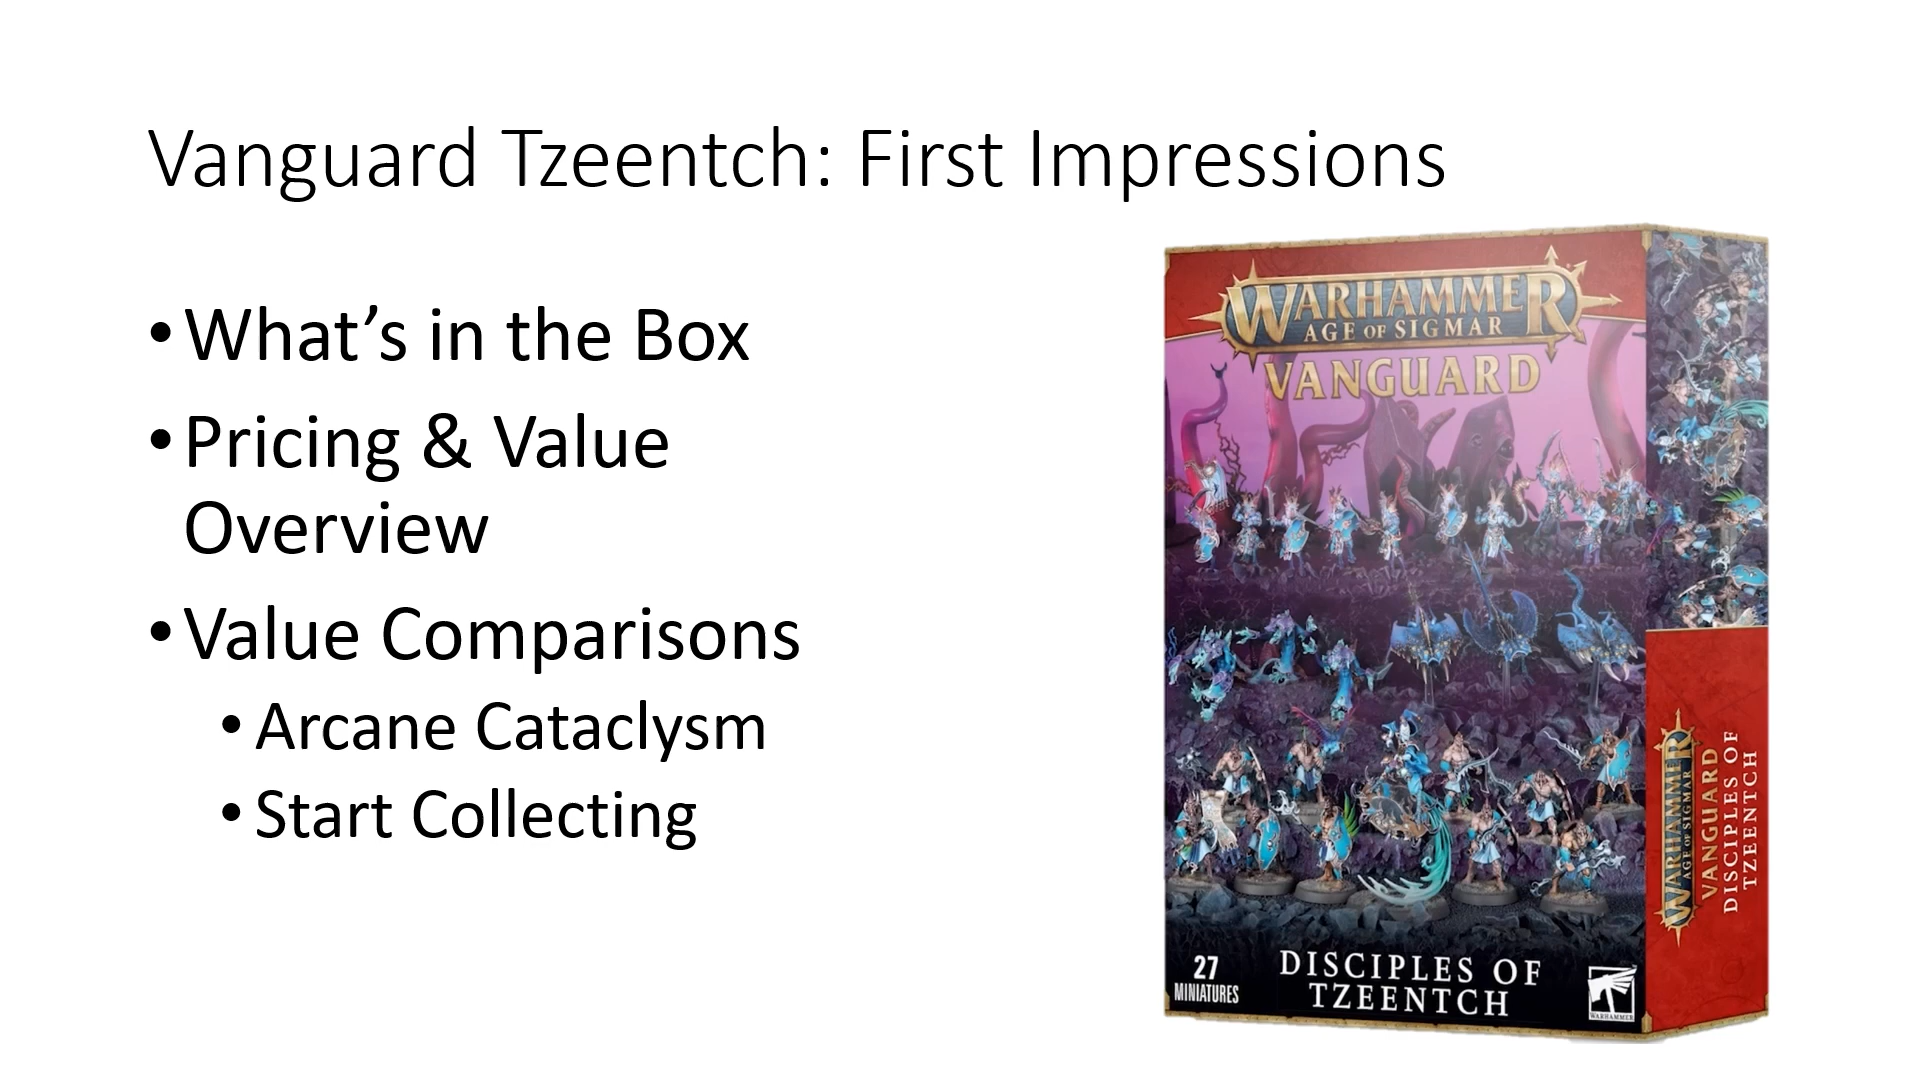 Vanguard Tzeentch: First Impressions
• What’s in the Box
• Pricing & Value
Overview
• Value Comparisons
• Arcane Cataclysm
• Start Collecting
WARHAMMER
AGE OF SIGMAR
VANGUARD
27
MINIATURES
DISCIPLES OF
TZEENTCH
WARHAMMER
WARHAMMER
AGE OF SIGMAR
VANGUARD
DISCIPLES OF
TZEENTCH